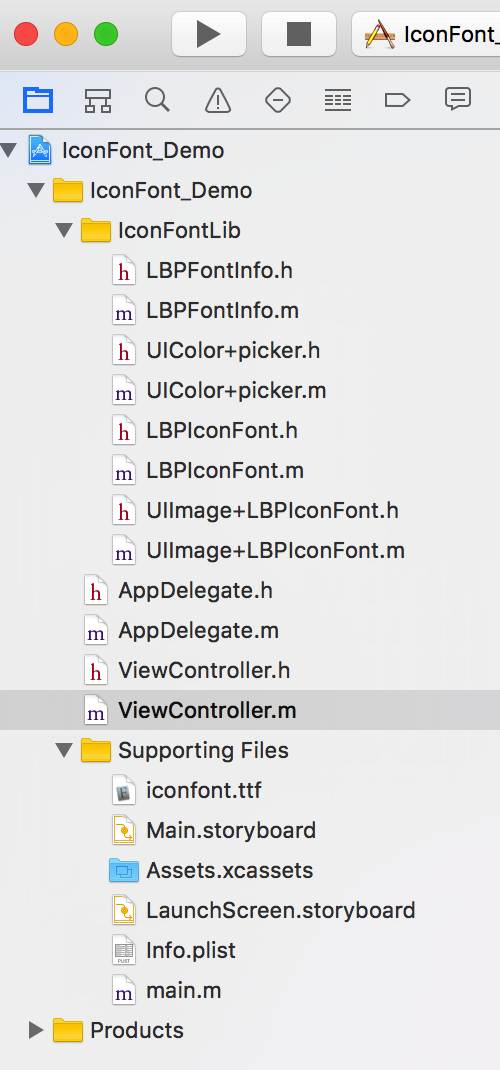 IconFont_
IconFont_Demo
IconFont_Demo
IconFontLib
h LBPFontInfo.h
m LBPFontInfo.m
h UIColor+picker.h
m UIColor+picker.m
h LBPIconFont.h
m LBPIconFont.m
h UIImage+LBPIconFont.h
m UIImage+LBPIconFont.m
h AppDelegate.h
m AppDelegate.m
h ViewController.h
m ViewController.m
Supporting Files
iconfont.ttf
Main.storyboard
Assets.xcassets
LaunchScreen.storyboard
PLIST Info.plist
m main.m
Products